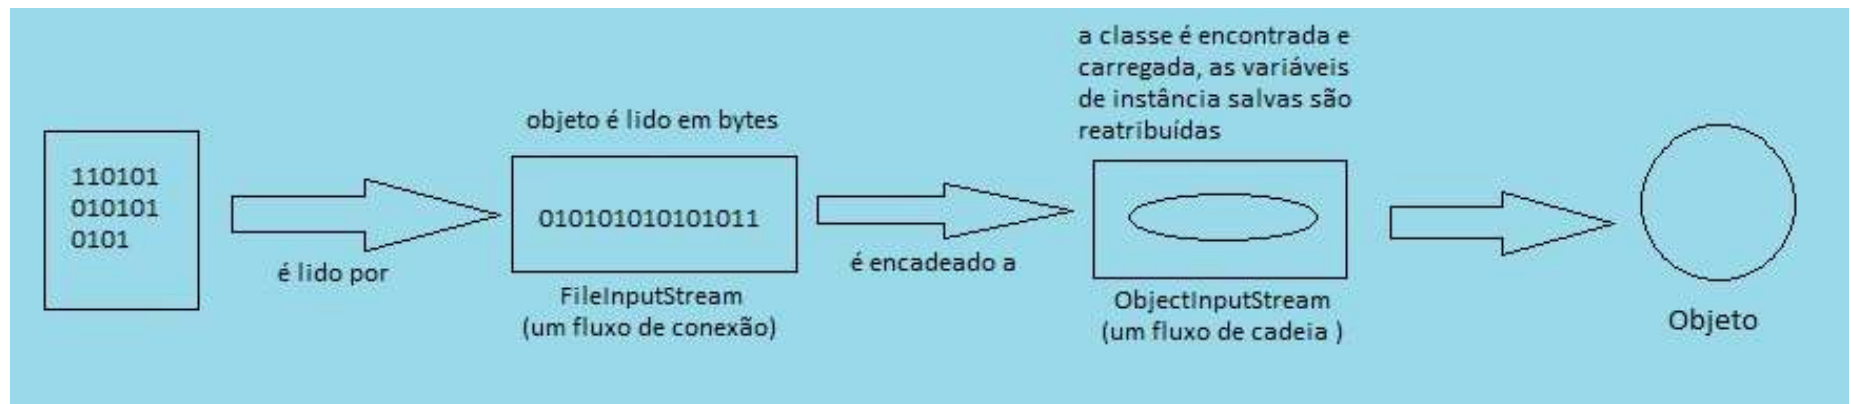 110101
010101
0101
é lido por
objeto é lido em bytes
010101010101011
FileInputStream
(um fluxo de conexão)
é encadeado a
a classe é encontrada e
carregada, as variáveis
de instância salvas são
reatribuídas
ObjectInputStream
(um fluxo de cadeia )
Objeto